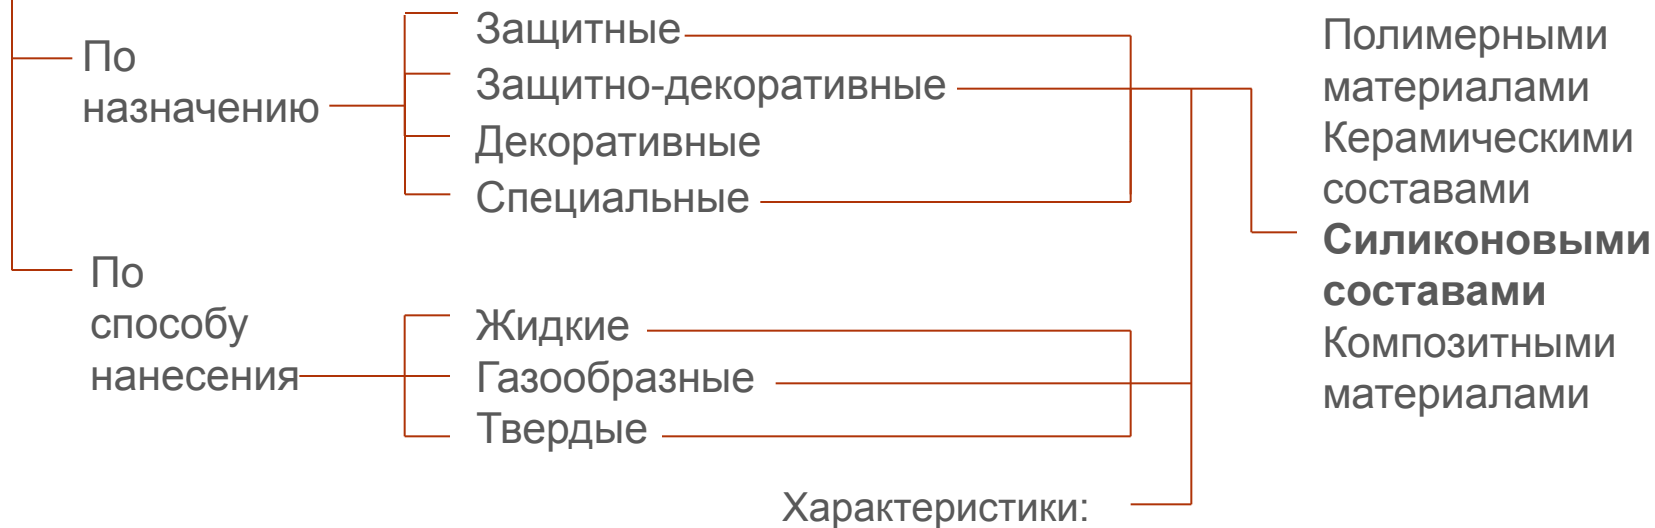 По
назначению
Защитные
Защитно-декоративные
Декоративные
Специальные
По
способу
нанесения
Жидкие
Газообразные
Твердые
Полимерными
материалами
Керамическими
составами
Силиконовыми
составами
Композитными
материалами
Характеристики: